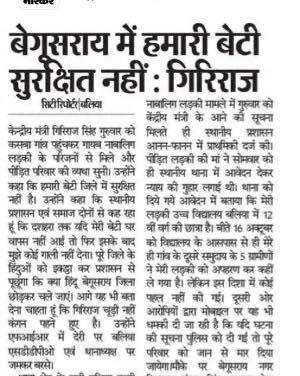 भास्कर
बेगूसराय में हमारी बेटी
सुरक्षित नहीं : गिरिराज
सिटी रिपोर्टर|बलिया
केन्द्रीय मंत्री गिरिराज सिंह गुरुवार को
कसबा गांव पहुंचकर गायब नाबालिग
लड़की के परिजनों से मिले और
पीड़ित परिवार की व्यथा सुनी। उन्होंने
कहा कि हमारी बेटी जिले में सुरक्षित
नहीं है। उन्होंने कहा कि स्थानीय
प्रशासन एवं समाज दोनों से कह रहा
हूं कि दशहरा तक यदि मेरी बेटी घर
वापस नहीं आई तो फिर इसके बाद
मुझे कोई गाली नहीं देना। पूरे जिले के
हिंदुओं को इकट्ठा कर प्रशासन से
पूछूंगा कि क्या हिंदू बेगूसराय जिला
छोड़कर चले जाएं। आगे वह भी बता
देना चाहता हूं कि गिरिराज चूड़ी नहीं
कंगन पहने हुए है। उन्होंने
एफआईआर में देरी पर बलिया
एसडीपीओ एवं थानाध्यक्ष पर
जमकर बरसे।
नाबालिग लड़की मामले में गुरुवार को
केंद्रीय मंत्री के आने की सूचना
मिलते ही स्थानीय प्रशासन
आनन-फानन में प्राथमिकी दर्ज की।
पीड़ित लड़की की मां ने सोमवार को
ही स्थानीय थाना में आवेदन देकर
न्याय की गुहार लगाई थी। थाना को
दिये गये आवेदन में बताया कि मेरी
लड़की उच्च विद्यालय बलिया में 12
वीं वर्ग की छात्रा है। बीते 16 अक्टूबर
को विद्यालय के आसपास से ही मेरे
ही गांव के दूसरे समुदाय के 5 ग्रामीणों
ने मेरी लड़की को अपहरण कर कहीं
ले गया है। लेकिन इस दिशा में कोई
पहल नहीं की गई। दूसरी ओर
आरोपियों द्वारा मोबाइल पर यह भी
धमकी दी जा रही है कि यदि घटना
की सूचना पुलिस को दी गई तो पूरे
परिवार को जान से मार दिया
जायेगा।मौके पर बेगूसराय नगर